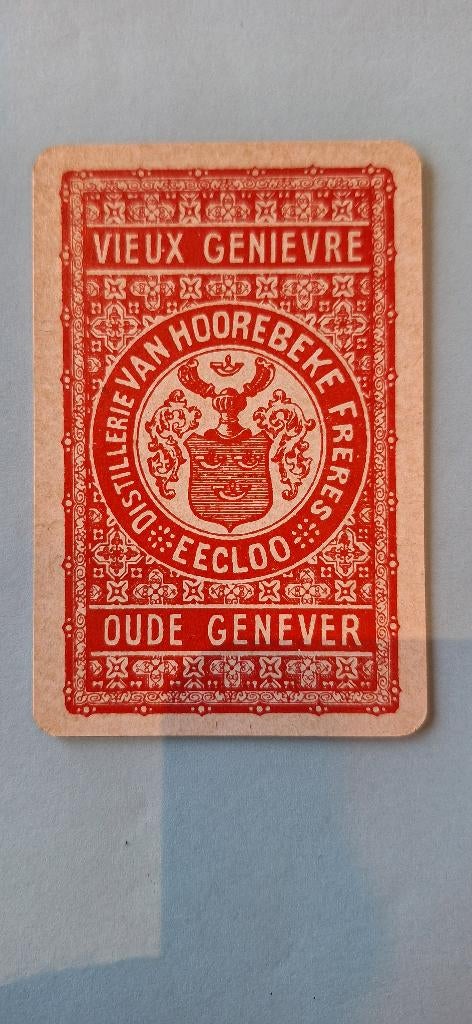 VIEUX GENIEVRE
DISTILLERIE VAN HOOREBEKE FRERES
EECLOO
OUDE GENEVER